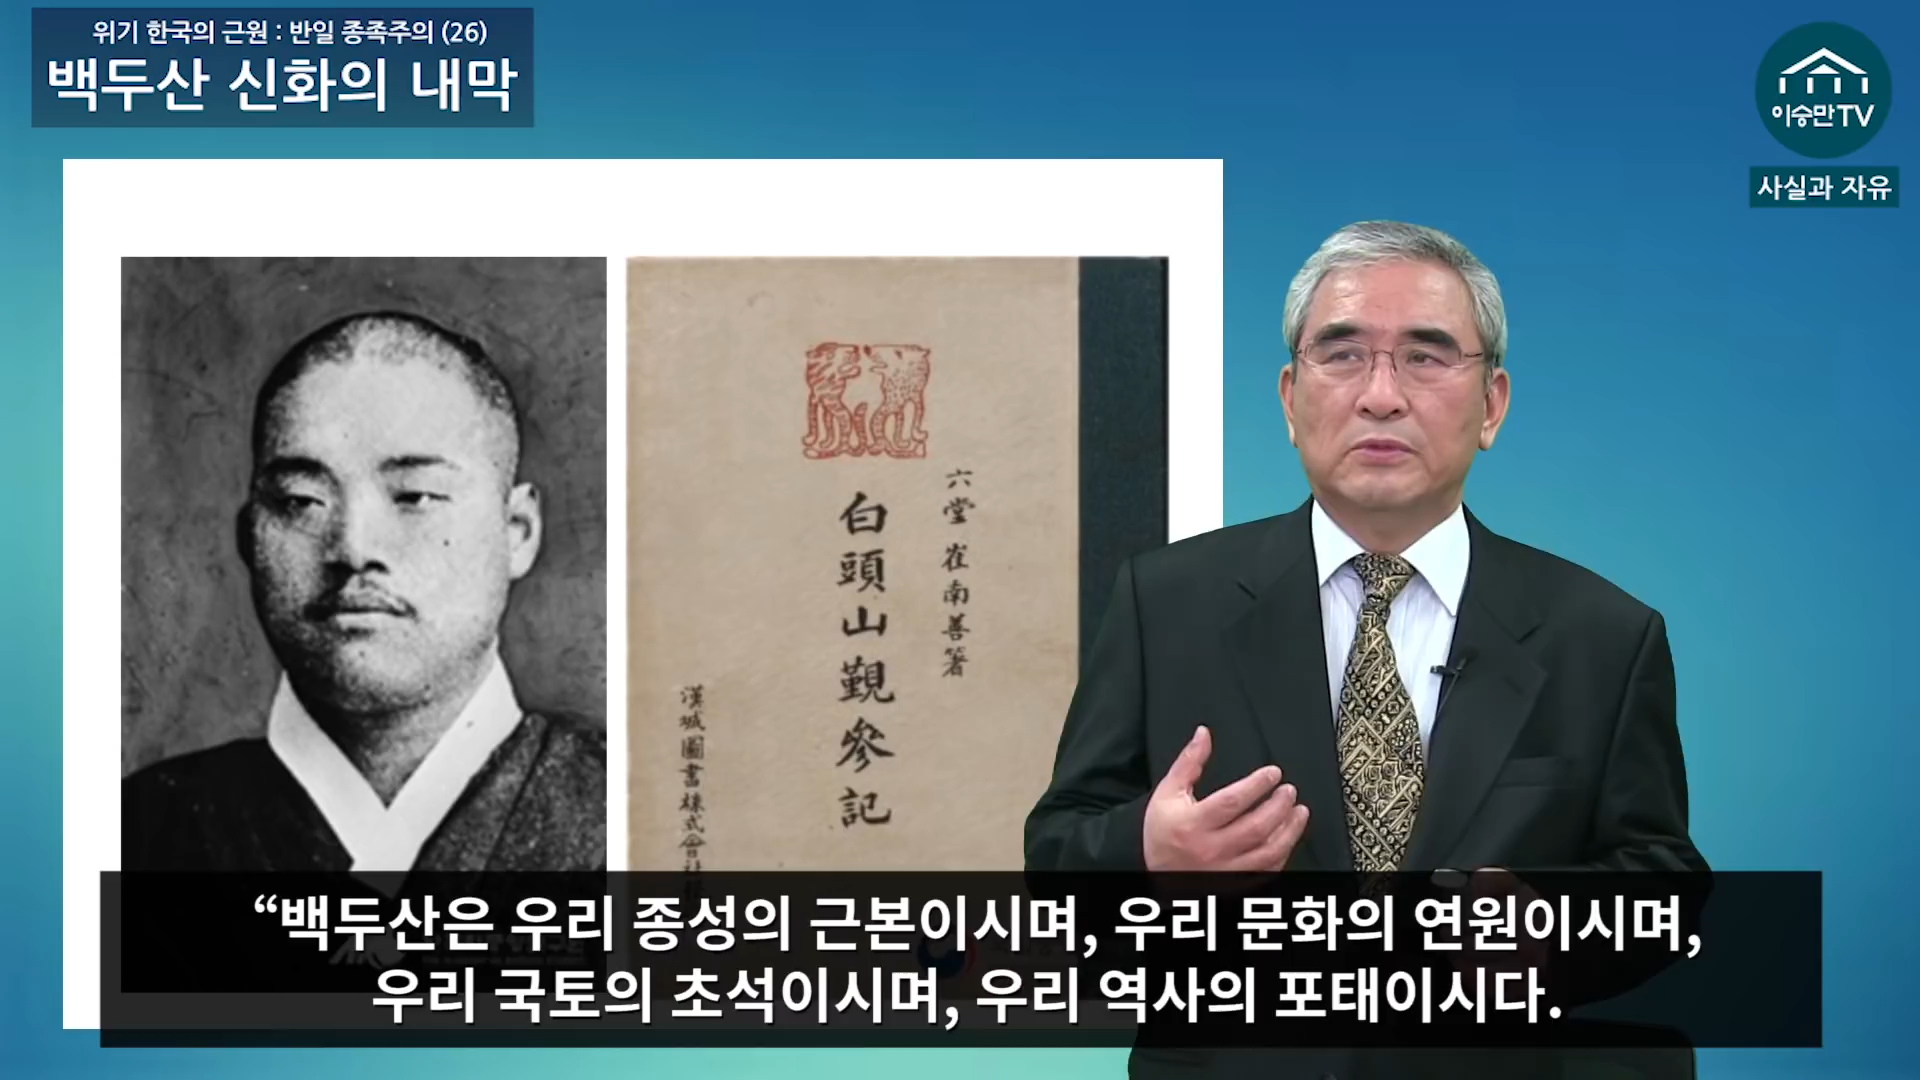 위기 한국의 근원 : 반일 종족주의 (26)
백두산 신화의 내막
이승만TV
사실과 자유
六堂 崔南善著
白頭山覲參記
漢城圖書株式會社
“백두산은 우리 종성의 근본이시며, 우리 문화의 연원이시며,
우리 국토의 초석이시며, 우리 역사의 포태이시다.